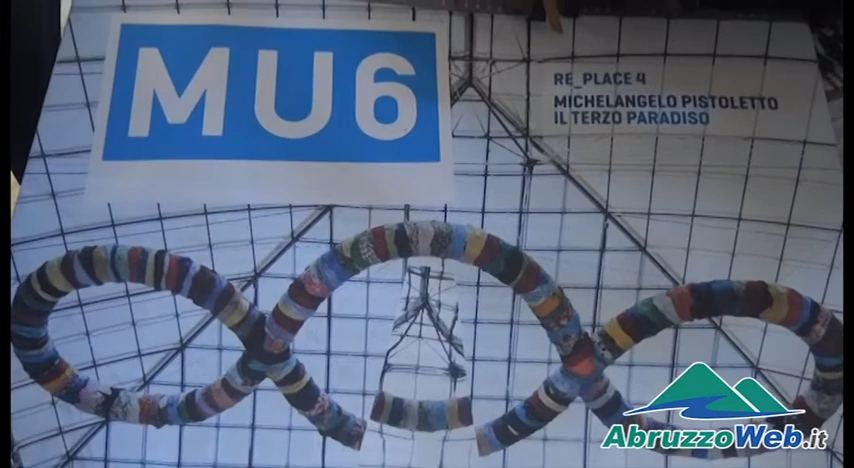 MU6
RE_PLACE 4
MICHELANGELO PISTOLETTO
IL TERZO PARADISO
AbruzzoWeb.it